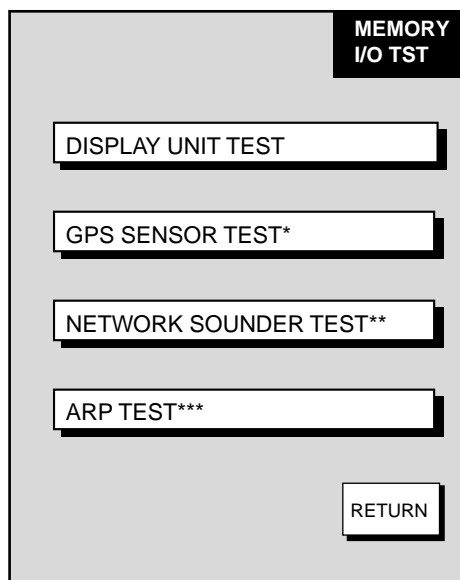 MEMORY
I/O TST
DISPLAY UNIT TEST
GPS SENSOR TEST*
NETWORK SOUNDER TEST**
ARP TEST***
RETURN